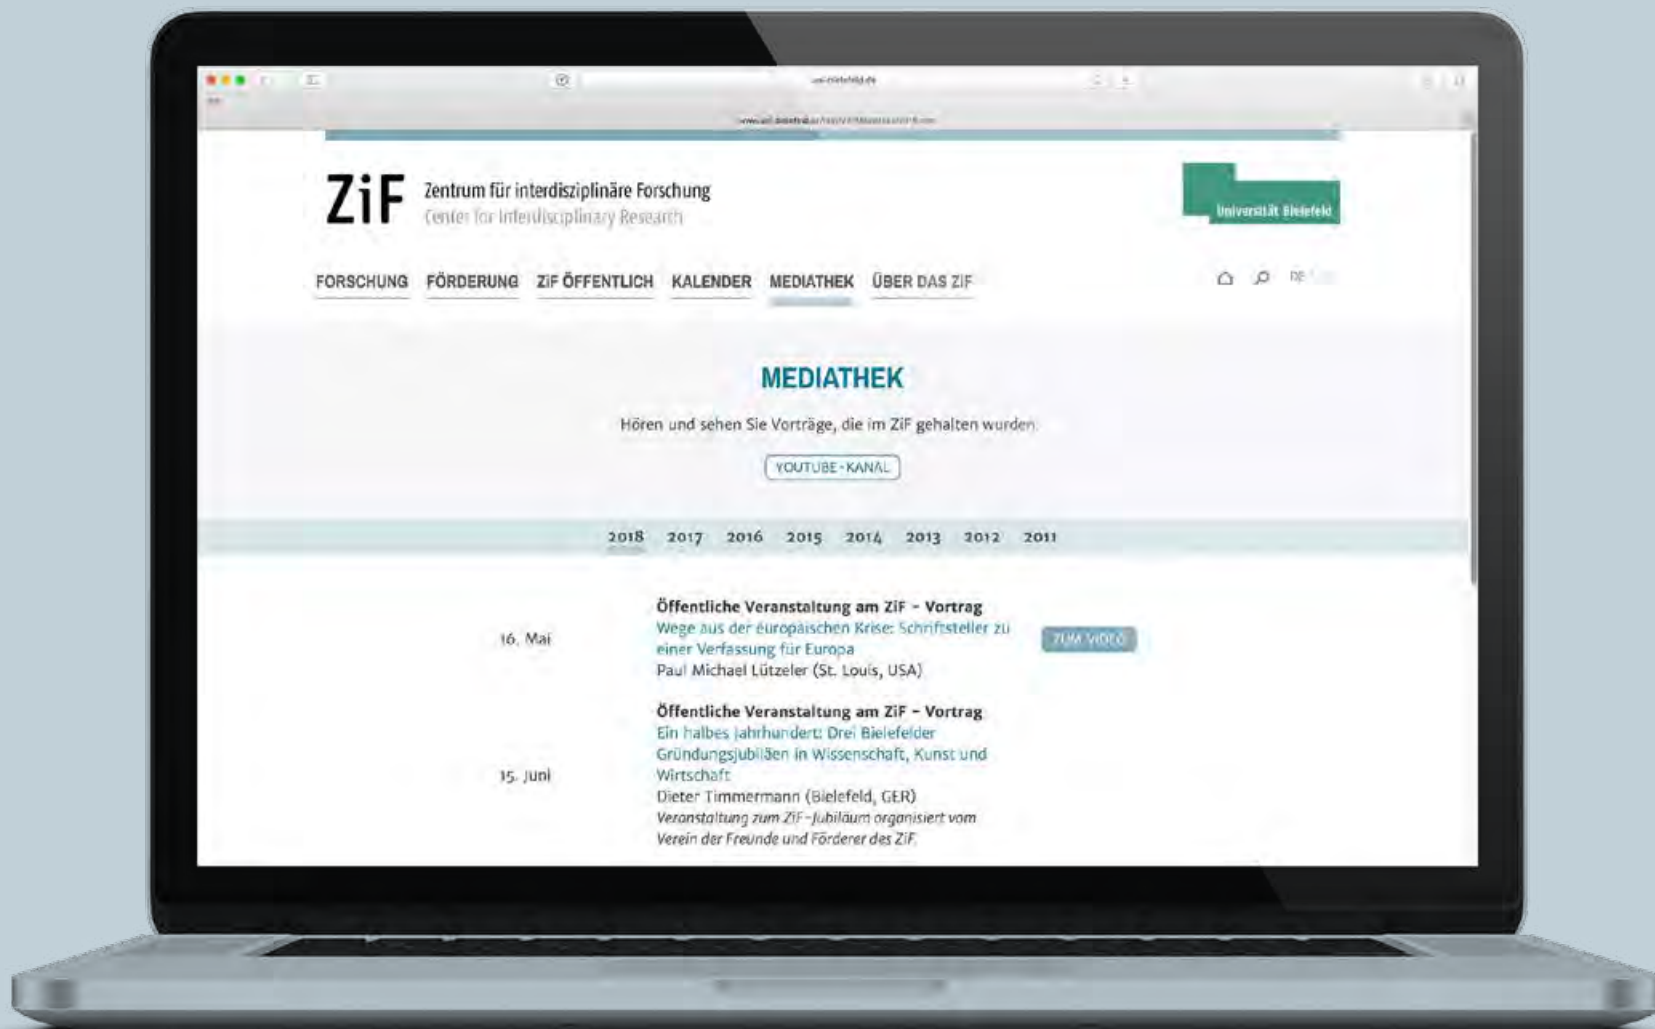 uni-bielefeld.de
ZiF Zentrum für interdisziplinäre Forschung
Center for Interdisciplinary Research
Universität Bielefeld
FORSCHUNG FÖRDERUNG ZiF ÖFFENTLICH KALENDER MEDIATHEK ÜBER DAS ZiF
DE
MEDIATHEK
Hören und sehen Sie Vorträge, die im ZiF gehalten wurden.
YOUTUBE-KANAL
2018 2017 2016 2015 2014 2013 2012 2011
16. Mai
Öffentliche Veranstaltung am ZiF – Vortrag
Wege aus der europäischen Krise: Schriftsteller zu
einer Verfassung für Europa
Paul Michael Lützeler (St. Louis, USA)
ZUM VIDEO
15. Juni
Öffentliche Veranstaltung am ZiF – Vortrag
Ein halbes Jahrhundert: Drei Bielefelder
Gründungsjubiläen in Wissenschaft, Kunst und
Wirtschaft
Dieter Timmermann (Bielefeld, GER)
Veranstaltung zum ZiF-Jubiläum organisiert vom
Verein der Freunde und Förderer des ZiF.